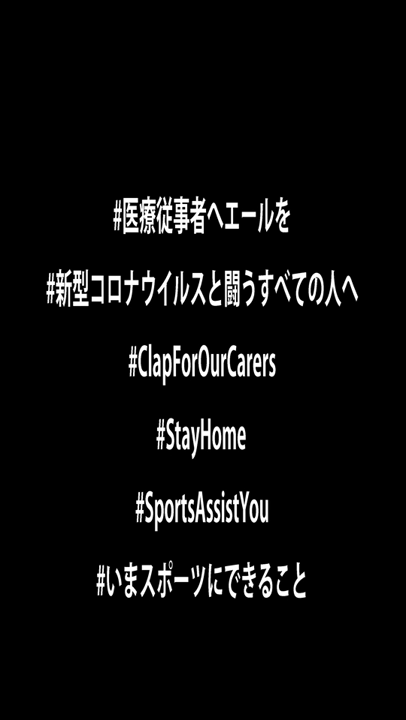 #医療従事者へエールを
#新型コロナウイルスと闘うすべての人へ
#ClapForOurCarers
#StayHome
#SportsAssistYou
#いまスポーツにできること